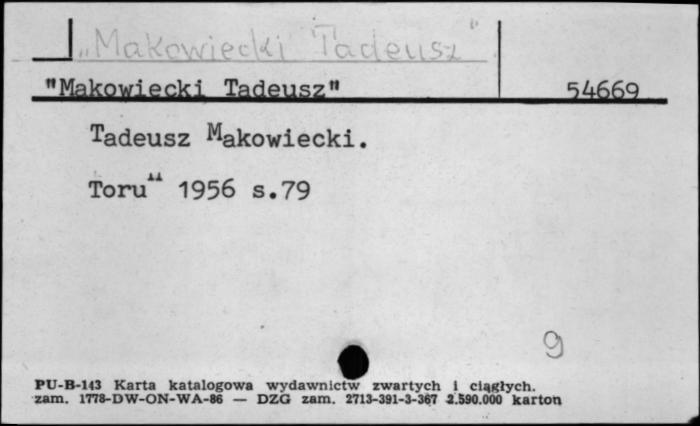 "Makowiecki Tadeusz"
"Makowiecki Tadeusz" 54669
Tadeusz Makowiecki.
Toru 1956 s.79
9
PU-B-143 Karta katalogowa wydawnictw zwartych i ciągłych.
zam. 1778-DW-ON-WA-86 — DZG zam. 2713-391-3-367 2.590.000 karton